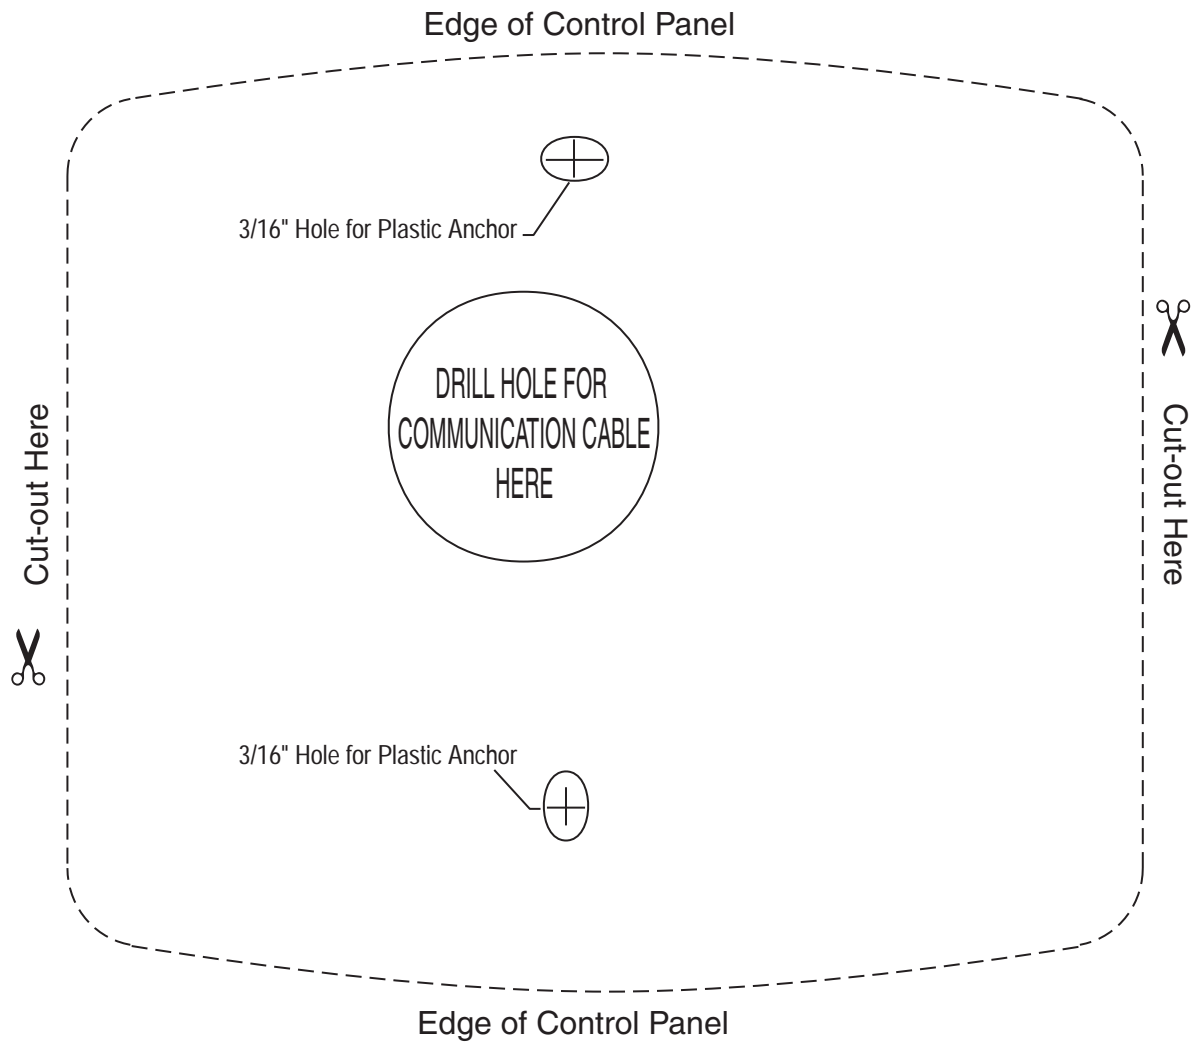 Edge of Control Panel
3/16" Hole for Plastic Anchor
DRILL HOLE FOR
COMMUNICATION CABLE
HERE
Cut-out Here
Cut-out Here
3/16" Hole for Plastic Anchor
Edge of Control Panel